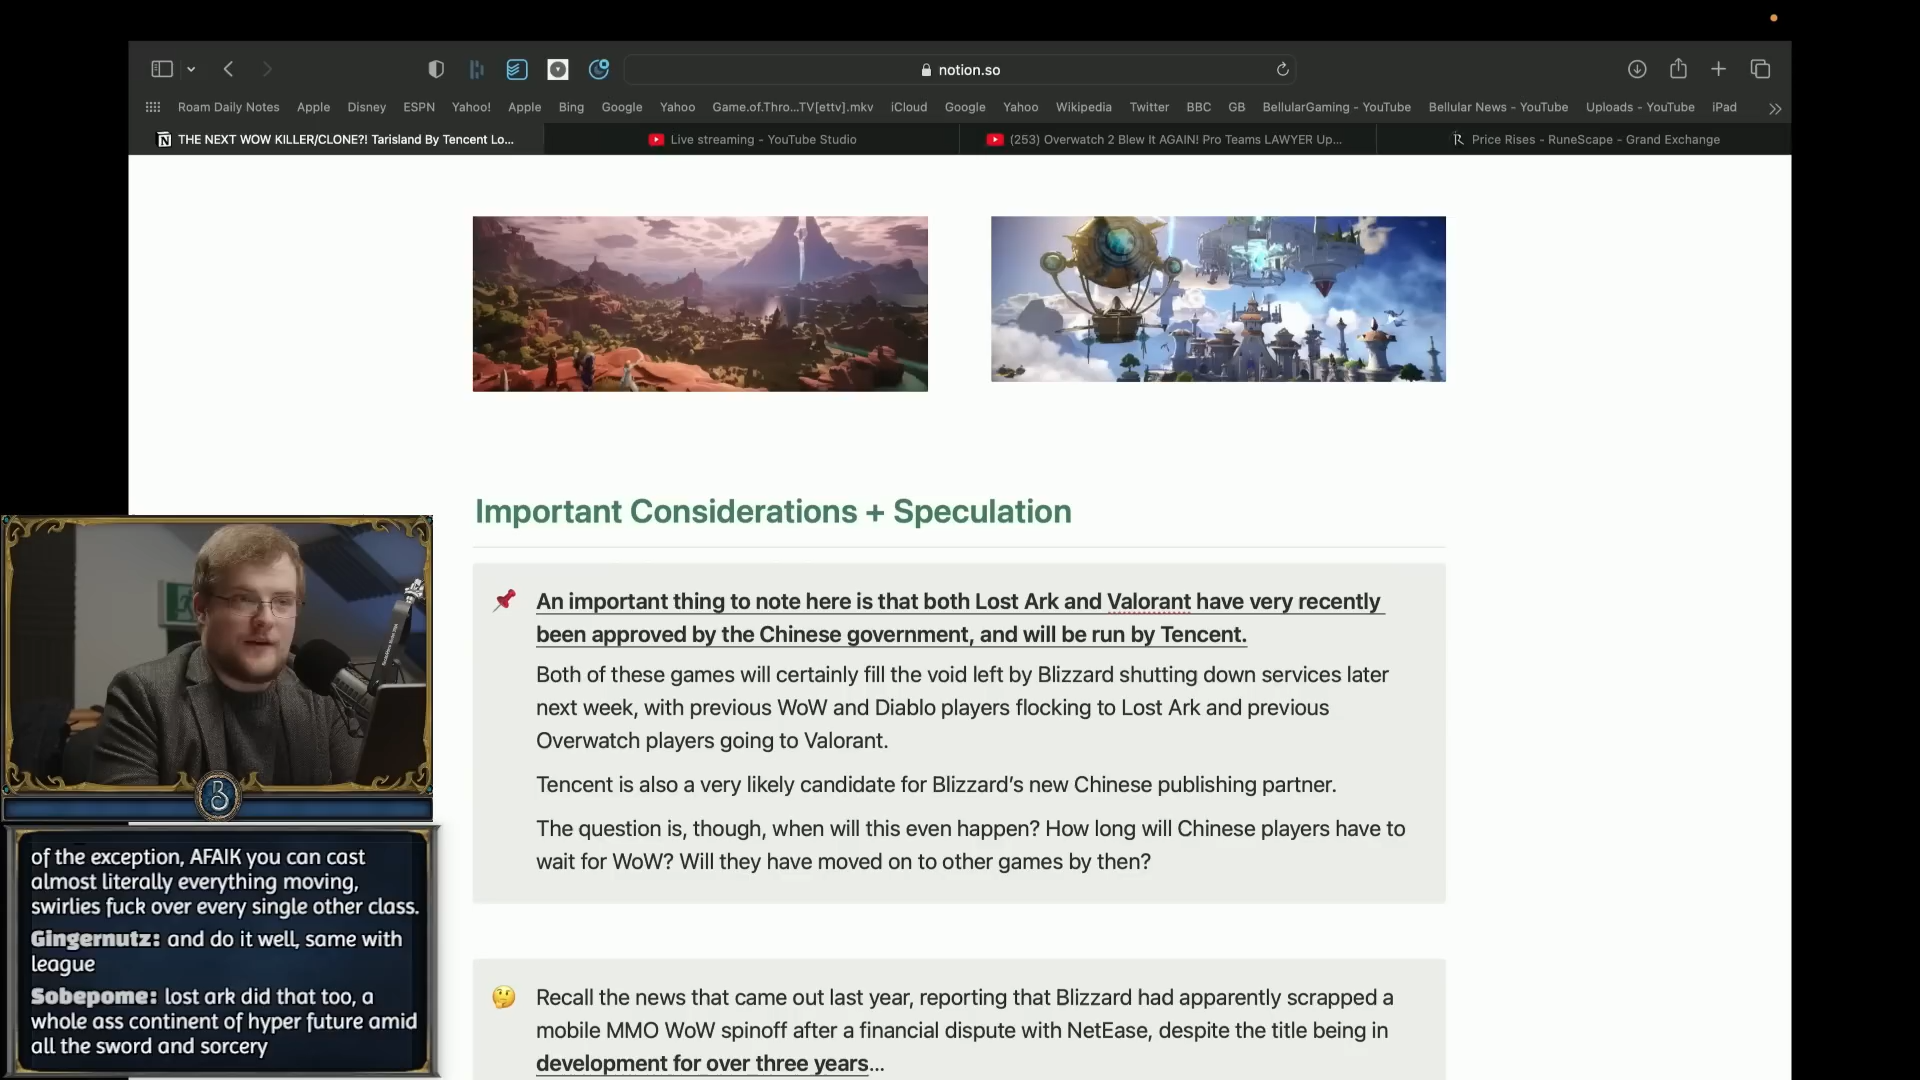 notion.so
Roam Daily Notes Apple Disney ESPN Yahoo! Apple Bing Google Yahoo Game.of.Thro...TV[ettv].mkv iCloud Google Yahoo Wikipedia Twitter BBC GB BellularGaming - YouTube Bellular News - YouTube Uploads - YouTube iPad
THE NEXT WOW KILLER/CLONE?! Tarisland By Tencent Lo... Live streaming - YouTube Studio (253) Overwatch 2 Blew It AGAIN! Pro Teams LAWYER Up... Price Rises - RuneScape - Grand Exchange
Important Considerations + Speculation
An important thing to note here is that both Lost Ark and Valorant have very recently
been approved by the Chinese government, and will be run by Tencent.
Both of these games will certainly fill the void left by Blizzard shutting down services later
next week, with previous WoW and Diablo players flocking to Lost Ark and previous
Overwatch players going to Valorant.
Tencent is also a very likely candidate for Blizzard's new Chinese publishing partner.
The question is, though, when will this even happen? How long will Chinese players have to
wait for WoW? Will they have moved on to other games by then?
Recall the news that came out last year, reporting that Blizzard had apparently scrapped a
mobile MMO WoW spinoff after a financial dispute with NetEase, despite the title being in
development for over three years...
of the exception, AFAIK you can cast
almost literally everything moving,
swirlies fuck over every single other class.
Gingernutz: and do it well, same with
league
Sobepome: lost ark did that too, a
whole ass continent of hyper future amid
all the sword and sorcery